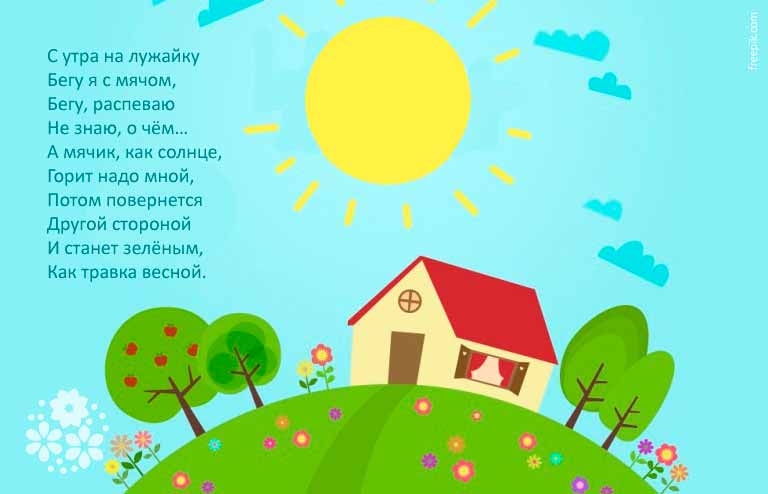 С утра на лужайку
Бегу я с мячом,
Бегу, распеваю
Не знаю, о чём...
А мячик, как солнце,
Горит надо мной,
Потом повернется
Другой стороной
И станет зелёным,
Как травка весной.
freepik.com